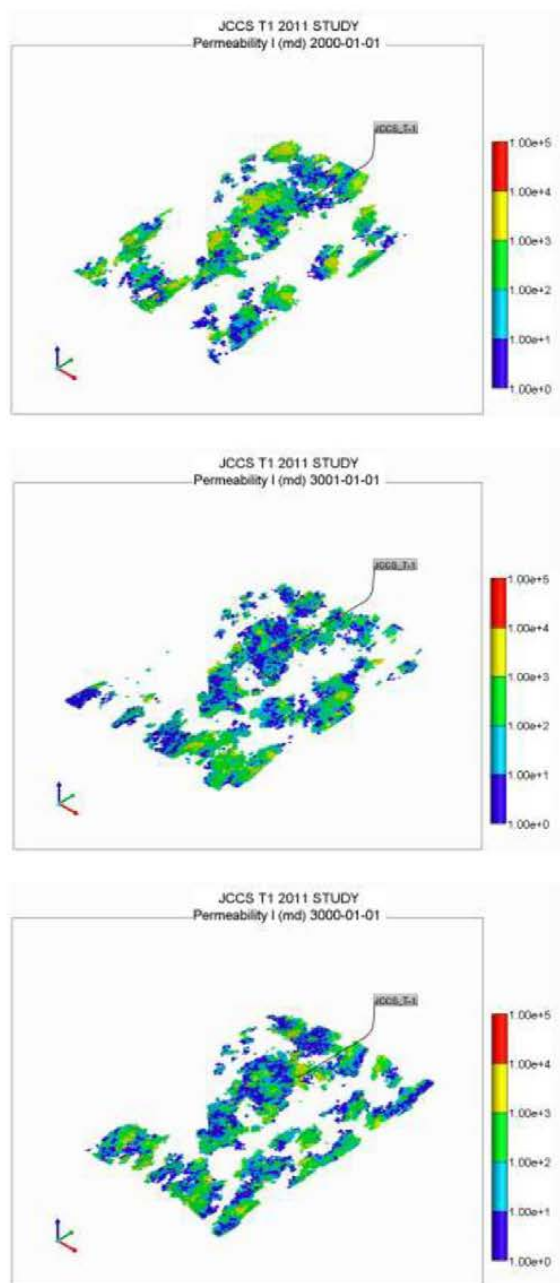 JCCS T1 2011 STUDY
Permeability I (md) 2000-01-01
JCCS_T-1
1.00e+5
1.00e+4
1.00e+3
1.00e+2
1.00e+1
1.00e+0
JCCS T1 2011 STUDY
Permeability I (md) 3001-01-01
JCCS_T-1
1.00e+5
1.00e+4
1.00e+3
1.00e+2
1.00e+1
1.00e+0
JCCS T1 2011 STUDY
Permeability I (md) 3000-01-01
JCCS_T-1
1.00e+5
1.00e+4
1.00e+3
1.00e+2
1.00e+1
1.00e+0